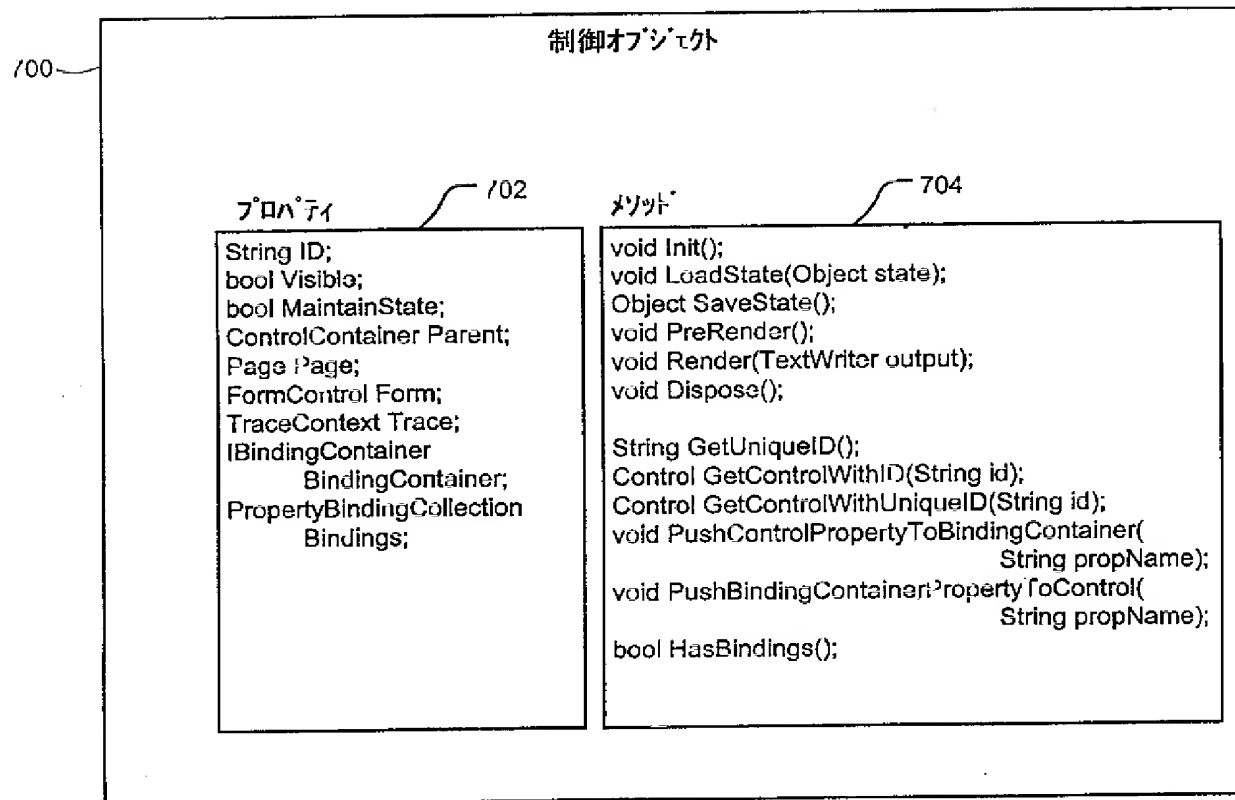 制御オブジェクト
700
プロパティ
702
String ID;
bool Visible;
bool MaintainState;
ControlContainer Parent;
Page Page;
FormControl Form;
TraceContext Trace;
IBindingContainer
BindingContainer;
PropertyBindingCollection
Bindings;
メソッド
704
void Init();
void LoadState(Object state);
Object SaveState();
void PreRender();
void Render(TextWriter output);
void Dispose();
String GetUniqueID();
Control GetControlWithID(String id);
Control GetControlWithUniqueID(String id);
void PushControlPropertyToBindingContainer(
String propName);
void PushBindingContainerPropertyToControl(
String propName);
bool HasBindings();